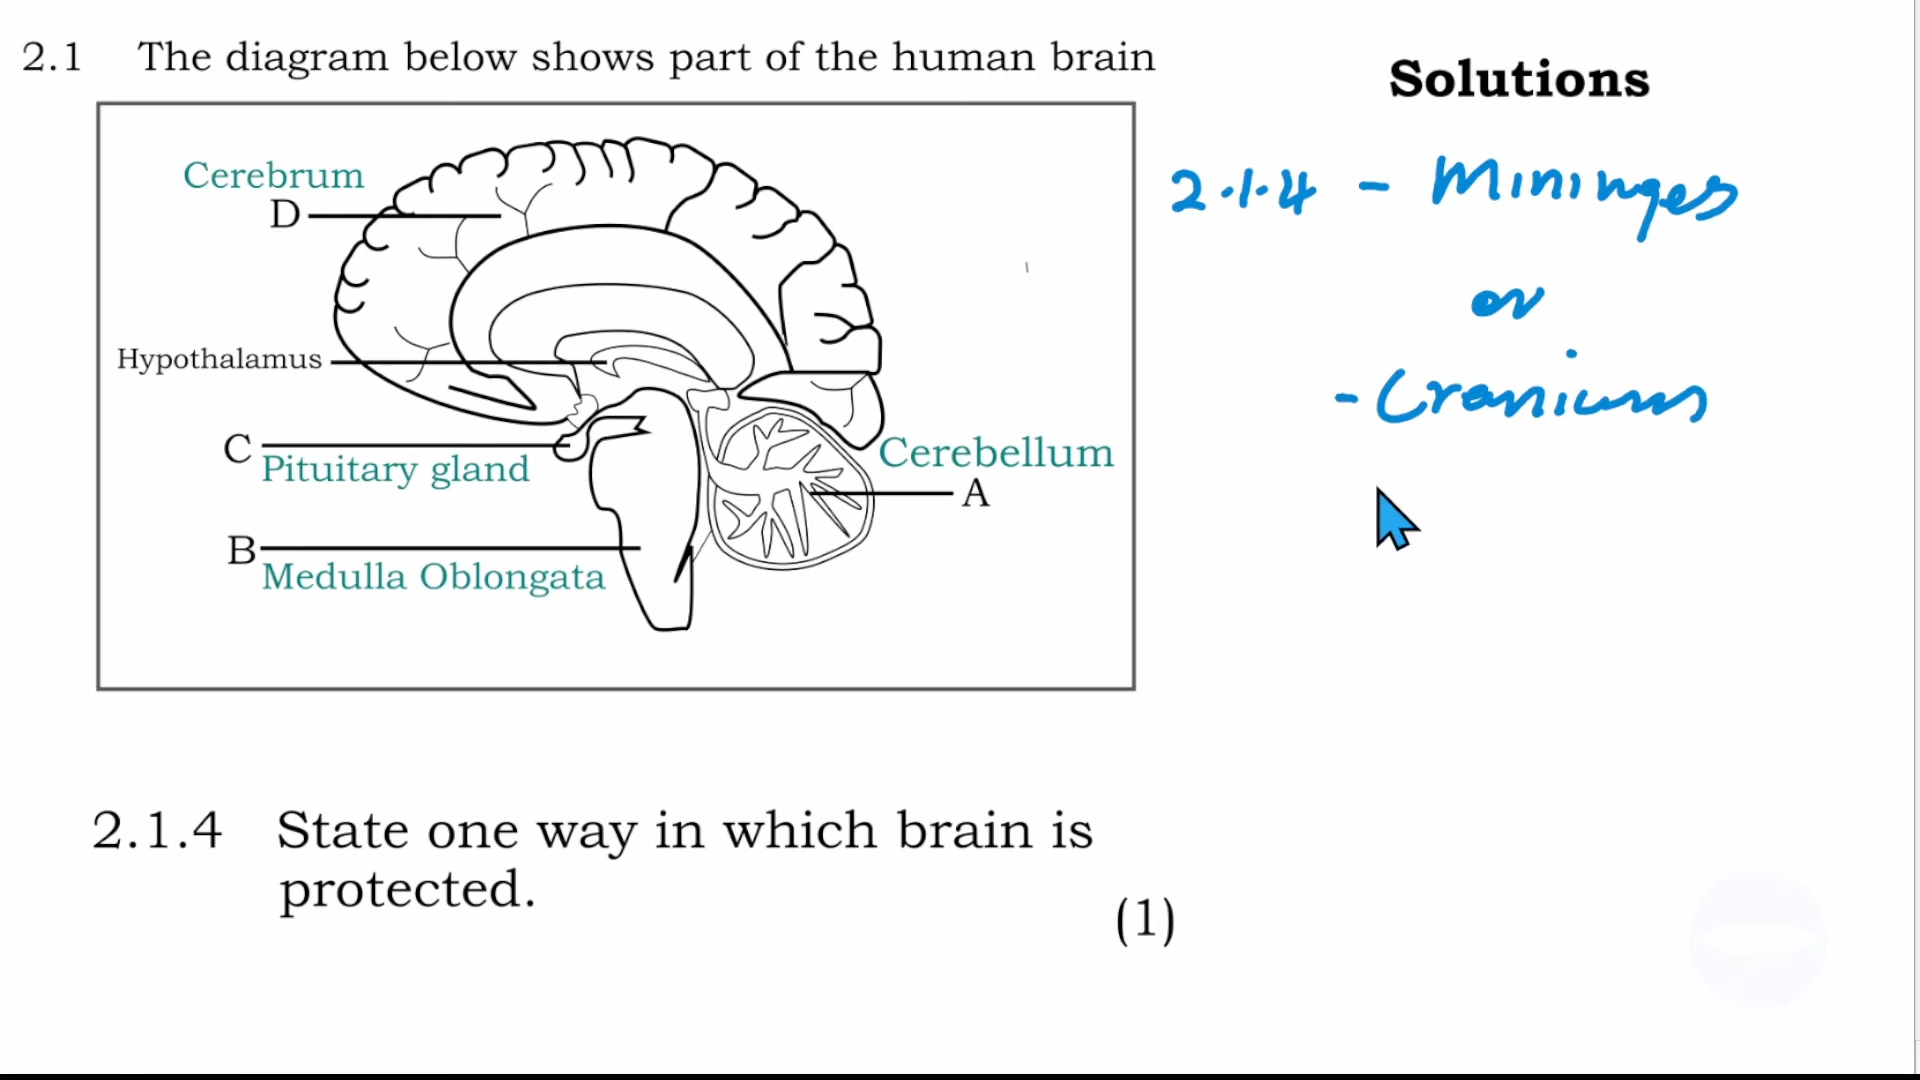 2.1 The diagram below shows part of the human brain
Cerebrum
D
Hypothalamus
C
Pituitary gland
B
Medulla Oblongata
Cerebellum
A
2.1.4 State one way in which brain is
protected.
(1)
Solutions
2.1.4 - Mininges
or
- Cranium